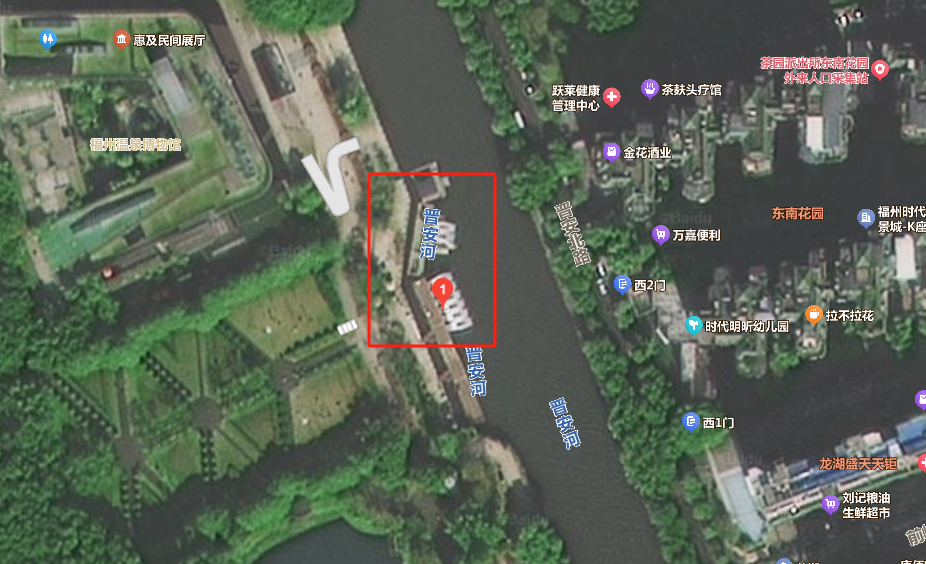 惠及民间展厅
福州温泉博物馆
跃莱健康
管理中心
茶麸头疗馆
茶园派出所东南花园
外来人口采集站
金花酒业
东南花园
福州时代
景城-K座
晋安河
晋安北路
万嘉便利
西2门
1
时代明昕幼儿园
拉不拉花
晋安河
晋安河
西1门
龙湖盛天天钜
刘记粮油
生鲜超市
Baidu